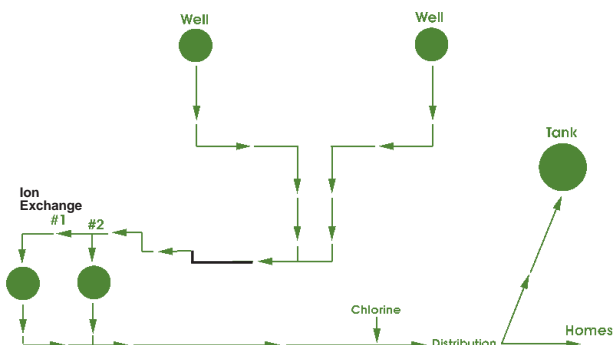 Well
Well
Tank
Ion
Exchange
#1
#2
Chlorine
Distribution
Homes